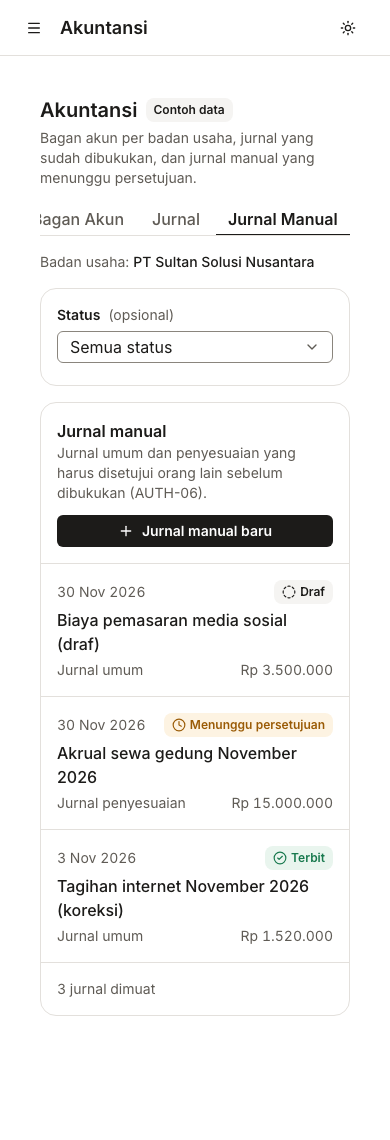 Akuntansi
Akuntansi Contoh data
Bagan akun per badan usaha, jurnal yang
sudah dibukukan, dan jurnal manual yang
menunggu persetujuan.
Bagan Akun Jurnal Jurnal Manual
Badan usaha: PT Sultan Solusi Nusantara
Status (opsional)
Semua status
Jurnal manual
Jurnal umum dan penyesuaian yang
harus disetujui orang lain sebelum
dibukukan (AUTH-06).
Jurnal manual baru
30 Nov 2026 Draf
Biaya pemasaran media sosial
(draf)
Jurnal umum Rp 3.500.000
30 Nov 2026 Menunggu persetujuan
Akrual sewa gedung November
2026
Jurnal penyesuaian Rp 15.000.000
3 Nov 2026 Terbit
Tagihan internet November 2026
(koreksi)
Jurnal umum Rp 1.520.000
3 jurnal dimuat